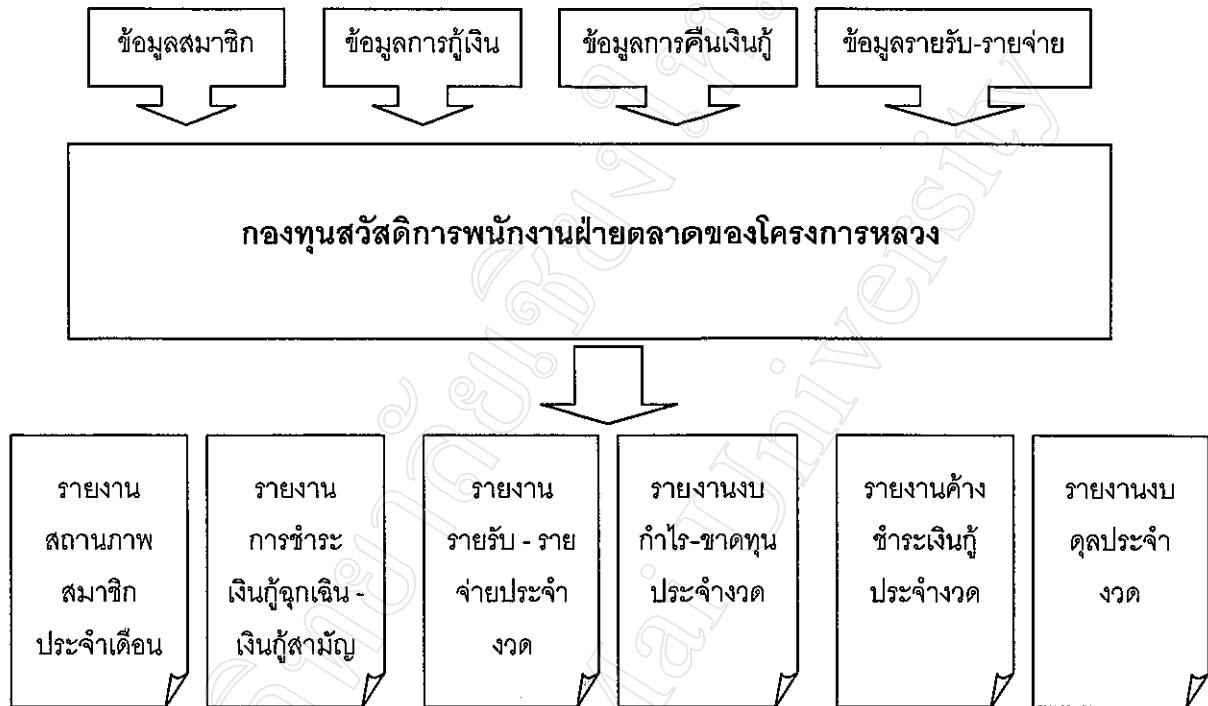 ข้อมูลสมาชิก
ข้อมูลการกู้เงิน
ข้อมูลการคืนเงินกู้
ข้อมูลรายรับ-รายจ่าย
กองทุนสวัสดิการพนักงานฝ่ายตลาดของโครงการหลวง
รายงาน
สถานภาพ
สมาชิก
ประจำเดือน
รายงาน
การชำระ
เงินกู้ฉุกเฉิน -
เงินกู้สามัญ
รายงาน
รายรับ - ราย
จ่ายประจำ
งวด
รายงานงบ
กำไร-ขาดทุน
ประจำงวด
รายงานค้าง
ชำระเงินกู้
ประจำงวด
รายงานงบ
ดุลประจำ
งวด
Mai University